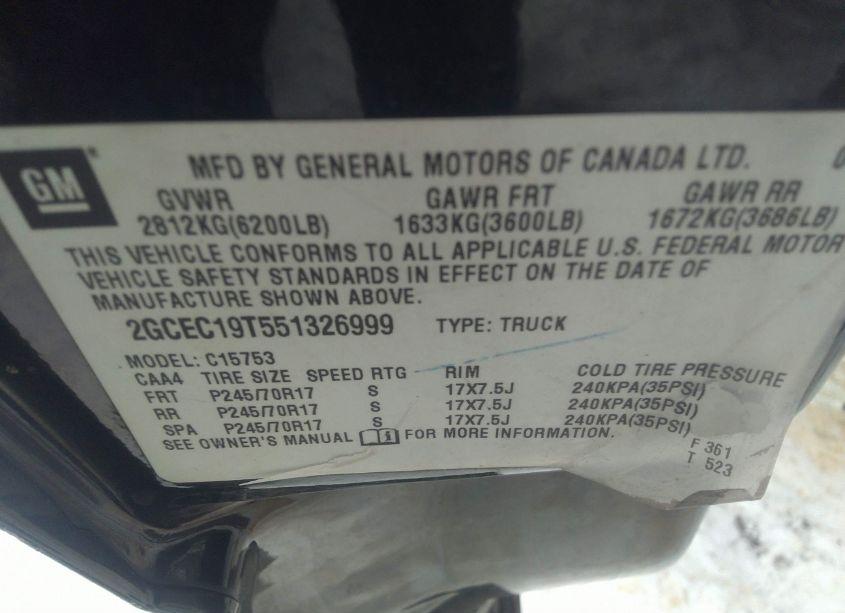 GM®
MFD BY GENERAL MOTORS OF CANADA LTD. 0
GVWR GAWR FRT GAWR RR
2812KG(6200LB) 1633KG(3600LB) 1672KG(3686LB)
THIS VEHICLE CONFORMS TO ALL APPLICABLE U.S. FEDERAL MOTOR
VEHICLE SAFETY STANDARDS IN EFFECT ON THE DATE OF
MANUFACTURE SHOWN ABOVE.
2GCEC19T551326999 TYPE: TRUCK
MODEL: C15753
CAA4 TIRE SIZE SPEED RTG RIM COLD TIRE PRESSURE
FRT P245/70R17 S 17X7.5J 240KPA(35PSI)
RR P245/70R17 S 17X7.5J 240KPA(35PSI)
SPA P245/70R17 S 17X7.5J 240KPA(35PSI)
SEE OWNER'S MANUAL FOR MORE INFORMATION.
F 361
T 523